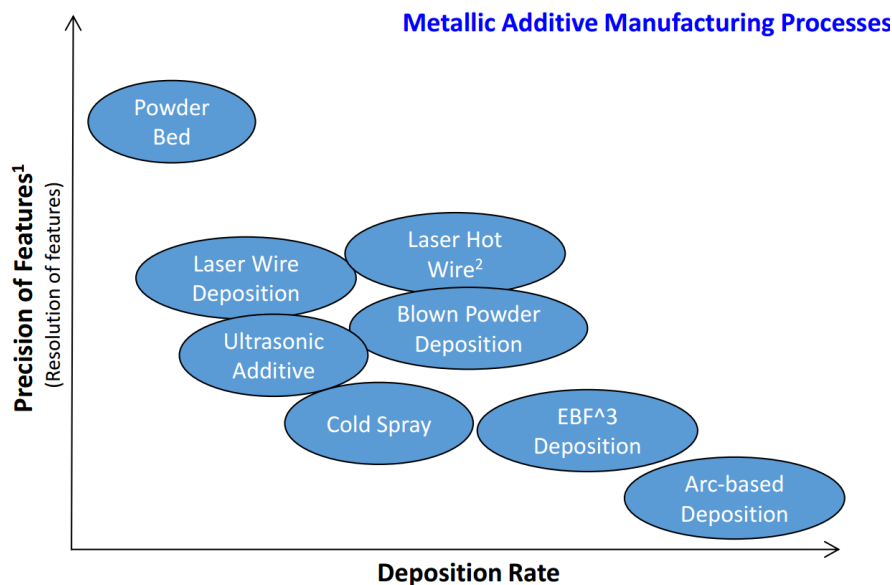 Metallic Additive Manufacturing Processes
Precision of Features¹
(Resolution of features)
Powder
Bed
Laser Wire
Deposition
Laser Hot
Wire²
Ultrasonic
Additive
Blown Powder
Deposition
Cold Spray
EBF^3
Deposition
Arc-based
Deposition
Deposition Rate